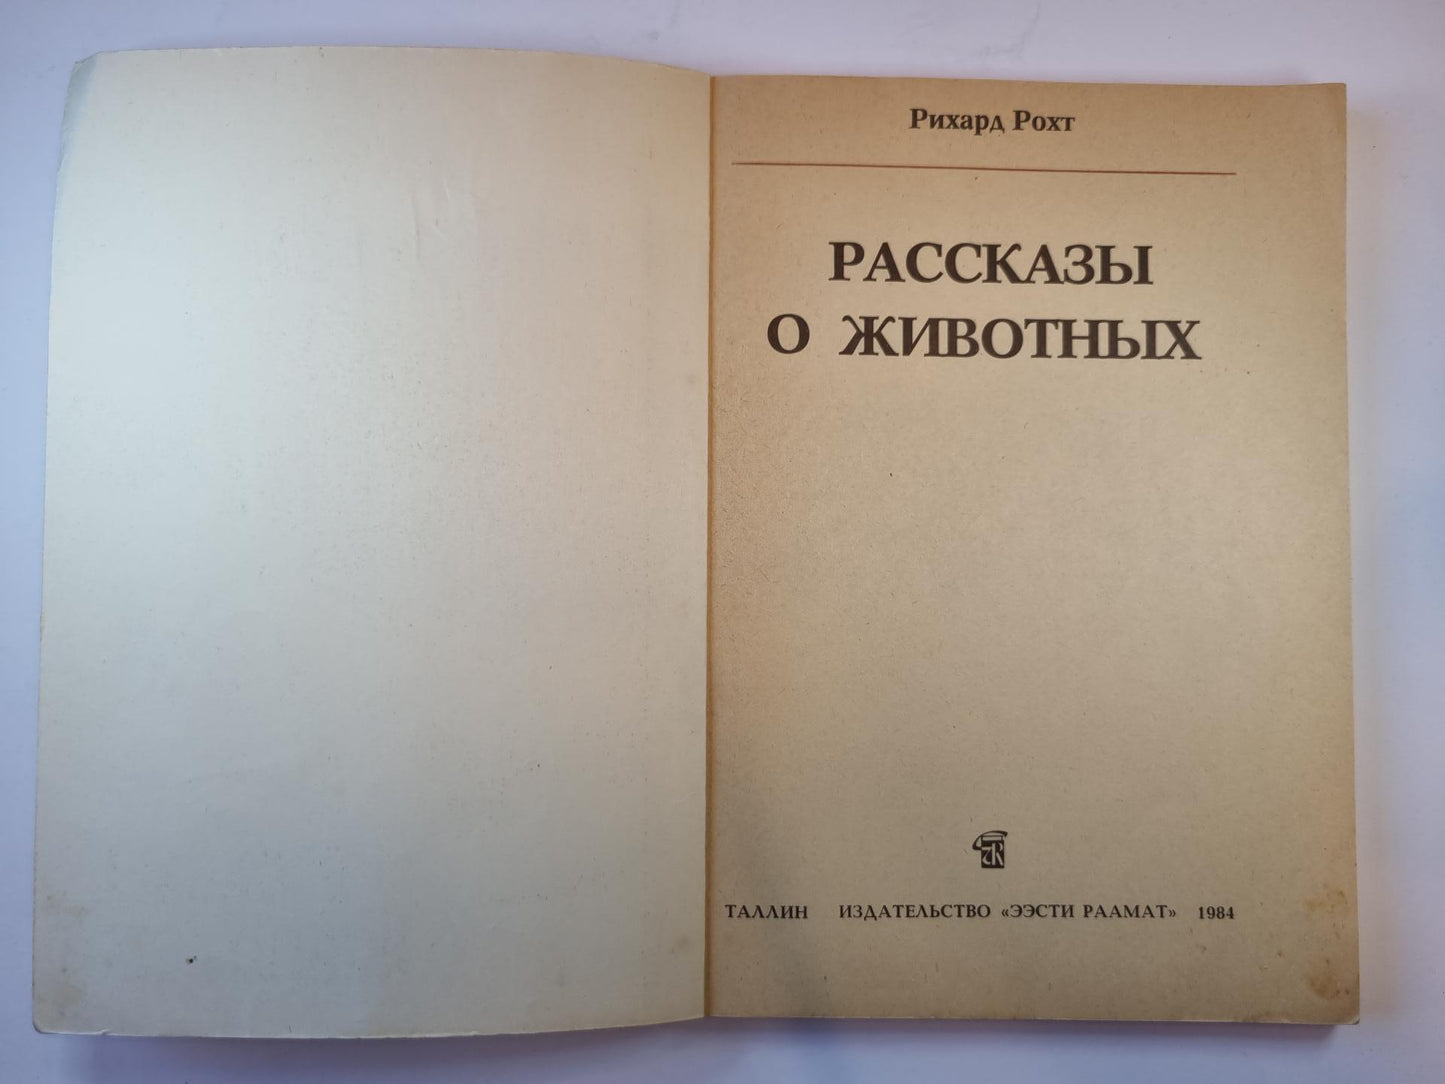 Рихард Рохт
РАССКАЗЫ
О ЖИВОТНЫХ
ТАЛЛИН ИЗДАТЕЛЬСТВО «ЭЭСТИ РААМАТ» 1984